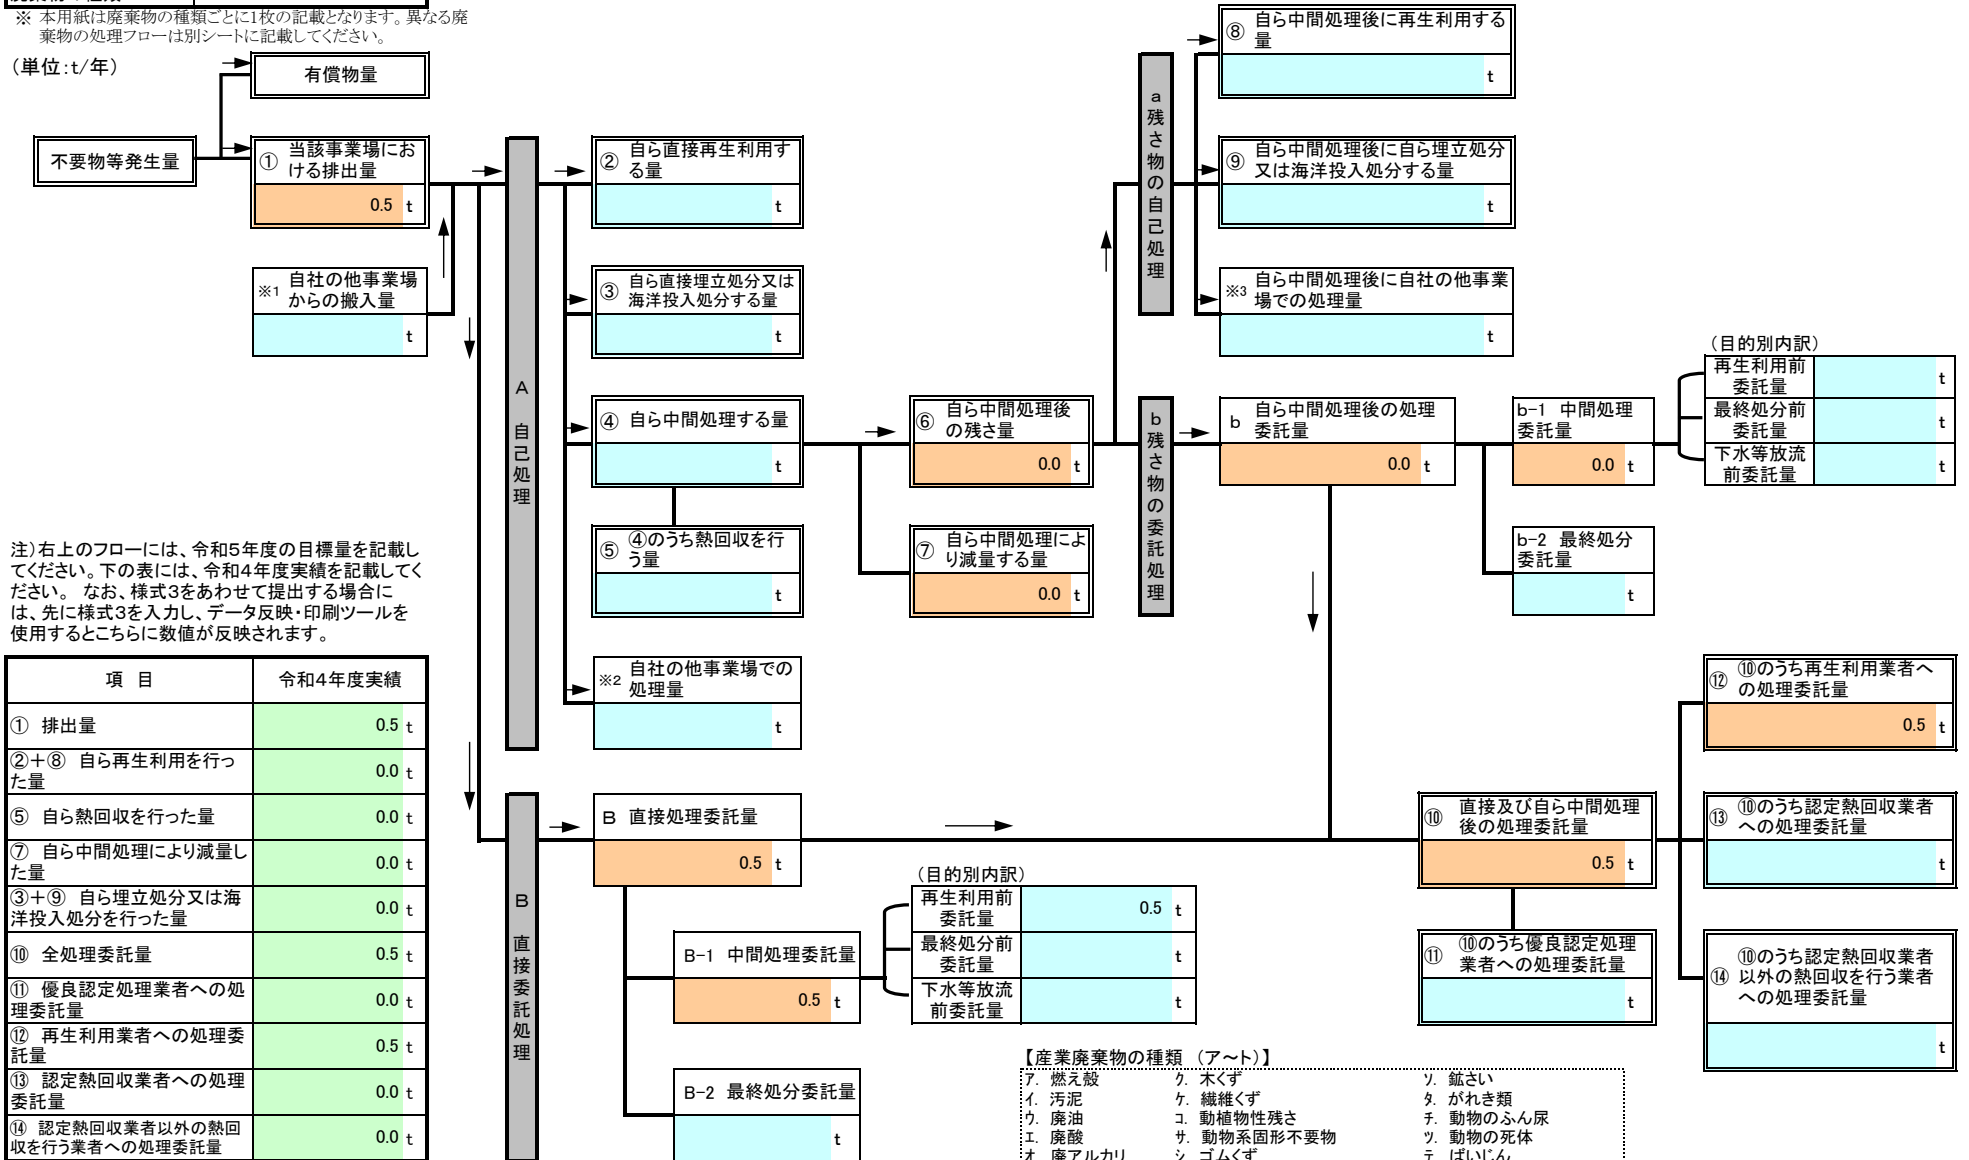 ※ 本用紙は廃棄物の種類ごとに1枚の記載となります。異なる廃
棄物の処理フローは別シートに記載してください。
(単位:t/年)
有償物量
不要物等発生量
① 当該事業場にお
ける排出量
0.5 t
※1 自社の他事業場
からの搬入量
t
A 自己処理
② 自ら直接再生利用す
る量
t
③ 自ら直接埋立処分又は
海洋投入処分する量
t
④ 自ら中間処理する量
t
⑤ ④のうち熱回収を行
う量
t
※2 自社の他事業場での
処理量
t
⑥ 自ら中間処理後
の残さ量
0.0 t
⑦ 自ら中間処理によ
り減量する量
0.0 t
a 残さ物の自己処理
⑧ 自ら中間処理後に再生利用する
量
t
⑨ 自ら中間処理後に自ら埋立処分
又は海洋投入処分する量
t
※3 自ら中間処理後に自社の他事業
場での処理量
t
b 残さ物の委託処理
b 自ら中間処理後の処理
委託量
0.0 t
b-1 中間処理
委託量
0.0 t
(目的別内訳)
再生利用前
委託量
t
最終処分前
委託量
t
下水等放流
前委託量
t
b-2 最終処分
委託量
t
注)右上のフローには、令和5年度の目標量を記載し
てください。下の表には、令和4年度実績を記載してく
ださい。 なお、様式3をあわせて提出する場合に
は、先に様式3を入力し、データ反映・印刷ツールを
使用するとこちらに数値が反映されます。
項 目 令和4年度実績
① 排出量 0.5 t
②+⑧ 自ら再生利用を行っ
た量 0.0 t
⑤ 自ら熱回収を行った量 0.0 t
⑦ 自ら中間処理により減量し
た量 0.0 t
③+⑨ 自ら埋立処分又は海
洋投入処分を行った量 0.0 t
⑩ 全処理委託量 0.5 t
⑪ 優良認定処理業者への処
理委託量 0.0 t
⑫ 再生利用業者への処理委
託量 0.5 t
⑬ 認定熱回収業者への処理
委託量 0.0 t
⑭ 認定熱回収業者以外の熱回
収を行う業者への処理委託量 0.0 t
B 直接委託処理
B 直接処理委託量
0.5 t
B-1 中間処理委託量
0.5 t
(目的別内訳)
再生利用前
委託量
0.5 t
最終処分前
委託量
t
下水等放流
前委託量
t
B-2 最終処分委託量
t
⑩ 直接及び自ら中間処理
後の処理委託量
0.5 t
⑪ ⑩のうち優良認定処理
業者への処理委託量
t
⑫ ⑩のうち再生利用業者へ
の処理委託量
0.5 t
⑬ ⑩のうち認定熱回収業者
への処理委託量
t
⑭ ⑩のうち認定熱回収業者
以外の熱回収を行う業者
への処理委託量
t
【産業廃棄物の種類 (ア~ト)】
ア. 燃え殻 ク. 木くず ソ. 鉱さい
イ. 汚泥 ケ. 繊維くず タ. がれき類
ウ. 廃油 コ. 動植物性残さ チ. 動物のふん尿
エ. 廃酸 サ. 動物系固形不要物 ツ. 動物の死体
オ. 廃アルカリ シ. ゴムくず テ. ばいじん